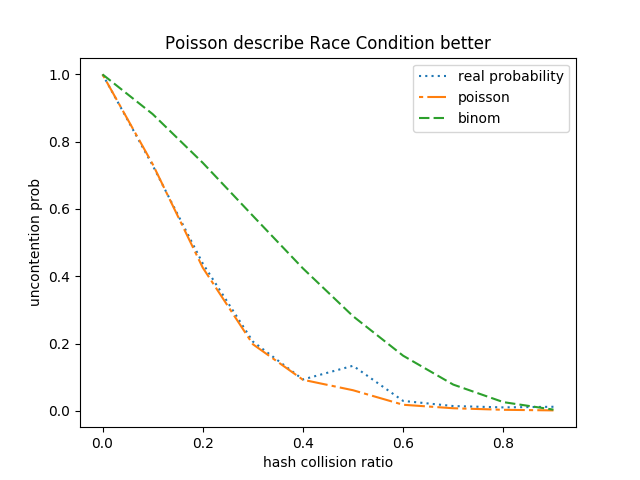 Poisson describe Race Condition better
real probability
poisson
binom
uncontention prob
1.0
0.8
0.6
0.4
0.2
0.0
0.0 0.2 0.4 0.6 0.8
hash collision ratio